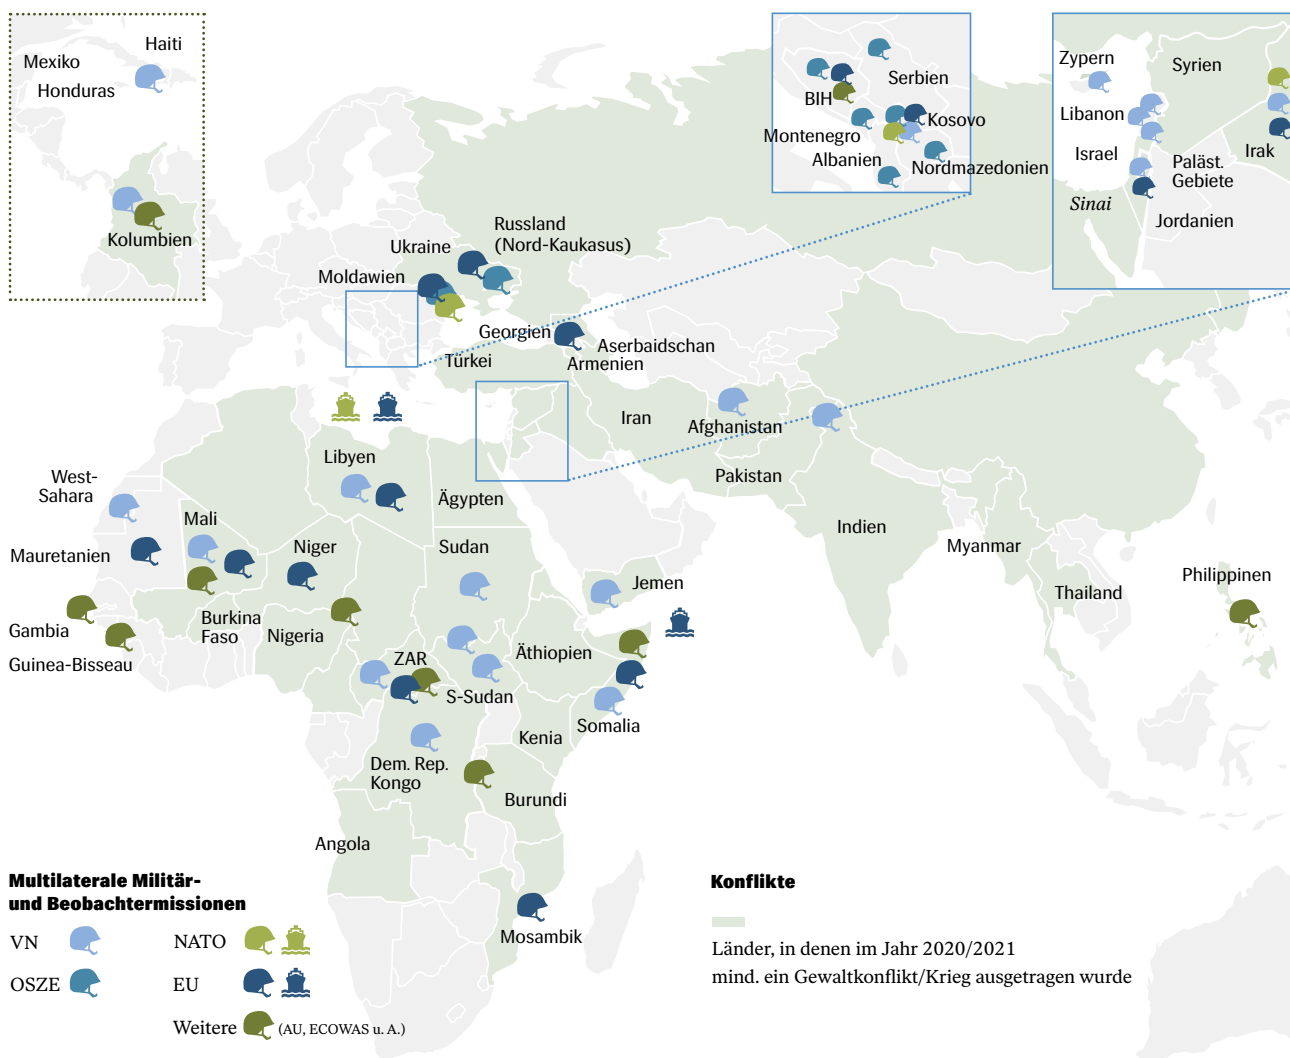 Haiti
Mexiko
Honduras
Kolumbien
Serbien
BIH
Kosovo
Montenegro
Albanien
Nordmazedonien
Zypern
Syrien
Libanon
Israel
Irak
Paläst.
Gebiete
Sinai
Jordanien
Russland
(Nord-Kaukasus)
Ukraine
Moldawien
Georgien
Aserbaidschan
Armenien
Türkei
Iran
Afghanistan
Pakistan
Indien
Myanmar
Thailand
Philippinen
Libyen
Ägypten
West-
Sahara
Mali
Mauretanien
Niger
Sudan
Jemen
Gambia
Burkina
Faso
Nigeria
Guinea-Bissau
ZAR
Äthiopien
S-Sudan
Somalia
Kenia
Dem. Rep.
Kongo
Burundi
Angola
Mosambik
Multilaterale Militär-
und Beobachtermissionen
VN
NATO
OSZE
EU
Weitere (AU, ECOWAS u. A.)
Konflikte
Länder, in denen im Jahr 2020/2021
mind. ein Gewaltkonflikt/Krieg ausgetragen wurde